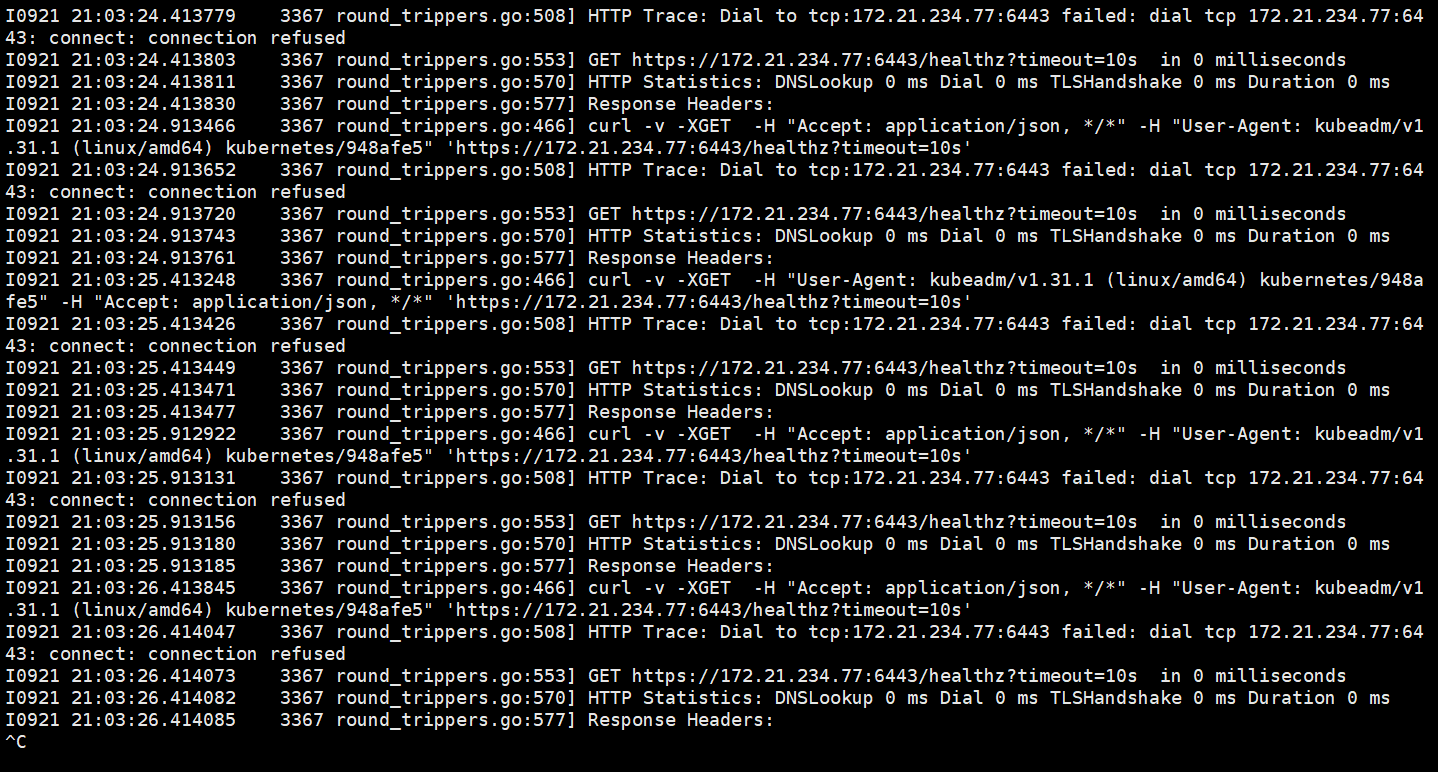 I0921 21:03:24.413779    3367 round_trippers.go:508] HTTP Trace: Dial to tcp:172.21.234.77:6443 failed: dial tcp 172.21.234.77:64
43: connect: connection refused
I0921 21:03:24.413803    3367 round_trippers.go:553] GET https://172.21.234.77:6443/healthz?timeout=10s  in 0 milliseconds
I0921 21:03:24.413811    3367 round_trippers.go:570] HTTP Statistics: DNSLookup 0 ms Dial 0 ms TLSHandshake 0 ms Duration 0 ms
I0921 21:03:24.413830    3367 round_trippers.go:577] Response Headers:
I0921 21:03:24.913466    3367 round_trippers.go:466] curl -v -XGET  -H "Accept: application/json, */*" -H "User-Agent: kubeadm/v1
.31.1 (linux/amd64) kubernetes/948afe5" 'https://172.21.234.77:6443/healthz?timeout=10s'
I0921 21:03:24.913652    3367 round_trippers.go:508] HTTP Trace: Dial to tcp:172.21.234.77:6443 failed: dial tcp 172.21.234.77:64
43: connect: connection refused
I0921 21:03:24.913720    3367 round_trippers.go:553] GET https://172.21.234.77:6443/healthz?timeout=10s  in 0 milliseconds
I0921 21:03:24.913743    3367 round_trippers.go:570] HTTP Statistics: DNSLookup 0 ms Dial 0 ms TLSHandshake 0 ms Duration 0 ms
I0921 21:03:24.913761    3367 round_trippers.go:577] Response Headers:
I0921 21:03:25.413248    3367 round_trippers.go:466] curl -v -XGET  -H "User-Agent: kubeadm/v1.31.1 (linux/amd64) kubernetes/948a
fe5" -H "Accept: application/json, */*" 'https://172.21.234.77:6443/healthz?timeout=10s'
I0921 21:03:25.413426    3367 round_trippers.go:508] HTTP Trace: Dial to tcp:172.21.234.77:6443 failed: dial tcp 172.21.234.77:64
43: connect: connection refused
I0921 21:03:25.413449    3367 round_trippers.go:553] GET https://172.21.234.77:6443/healthz?timeout=10s  in 0 milliseconds
I0921 21:03:25.413471    3367 round_trippers.go:570] HTTP Statistics: DNSLookup 0 ms Dial 0 ms TLSHandshake 0 ms Duration 0 ms
I0921 21:03:25.413477    3367 round_trippers.go:577] Response Headers:
I0921 21:03:25.912922    3367 round_trippers.go:466] curl -v -XGET  -H "Accept: application/json, */*" -H "User-Agent: kubeadm/v1
.31.1 (linux/amd64) kubernetes/948afe5" 'https://172.21.234.77:6443/healthz?timeout=10s'
I0921 21:03:25.913131    3367 round_trippers.go:508] HTTP Trace: Dial to tcp:172.21.234.77:6443 failed: dial tcp 172.21.234.77:64
43: connect: connection refused
I0921 21:03:25.913156    3367 round_trippers.go:553] GET https://172.21.234.77:6443/healthz?timeout=10s  in 0 milliseconds
I0921 21:03:25.913180    3367 round_trippers.go:570] HTTP Statistics: DNSLookup 0 ms Dial 0 ms TLSHandshake 0 ms Duration 0 ms
I0921 21:03:25.913185    3367 round_trippers.go:577] Response Headers:
I0921 21:03:26.413845    3367 round_trippers.go:466] curl -v -XGET  -H "Accept: application/json, */*" -H "User-Agent: kubeadm/v1
.31.1 (linux/amd64) kubernetes/948afe5" 'https://172.21.234.77:6443/healthz?timeout=10s'
I0921 21:03:26.414047    3367 round_trippers.go:508] HTTP Trace: Dial to tcp:172.21.234.77:6443 failed: dial tcp 172.21.234.77:64
43: connect: connection refused
I0921 21:03:26.414073    3367 round_trippers.go:553] GET https://172.21.234.77:6443/healthz?timeout=10s  in 0 milliseconds
I0921 21:03:26.414082    3367 round_trippers.go:570] HTTP Statistics: DNSLookup 0 ms Dial 0 ms TLSHandshake 0 ms Duration 0 ms
I0921 21:03:26.414085    3367 round_trippers.go:577] Response Headers:
^C